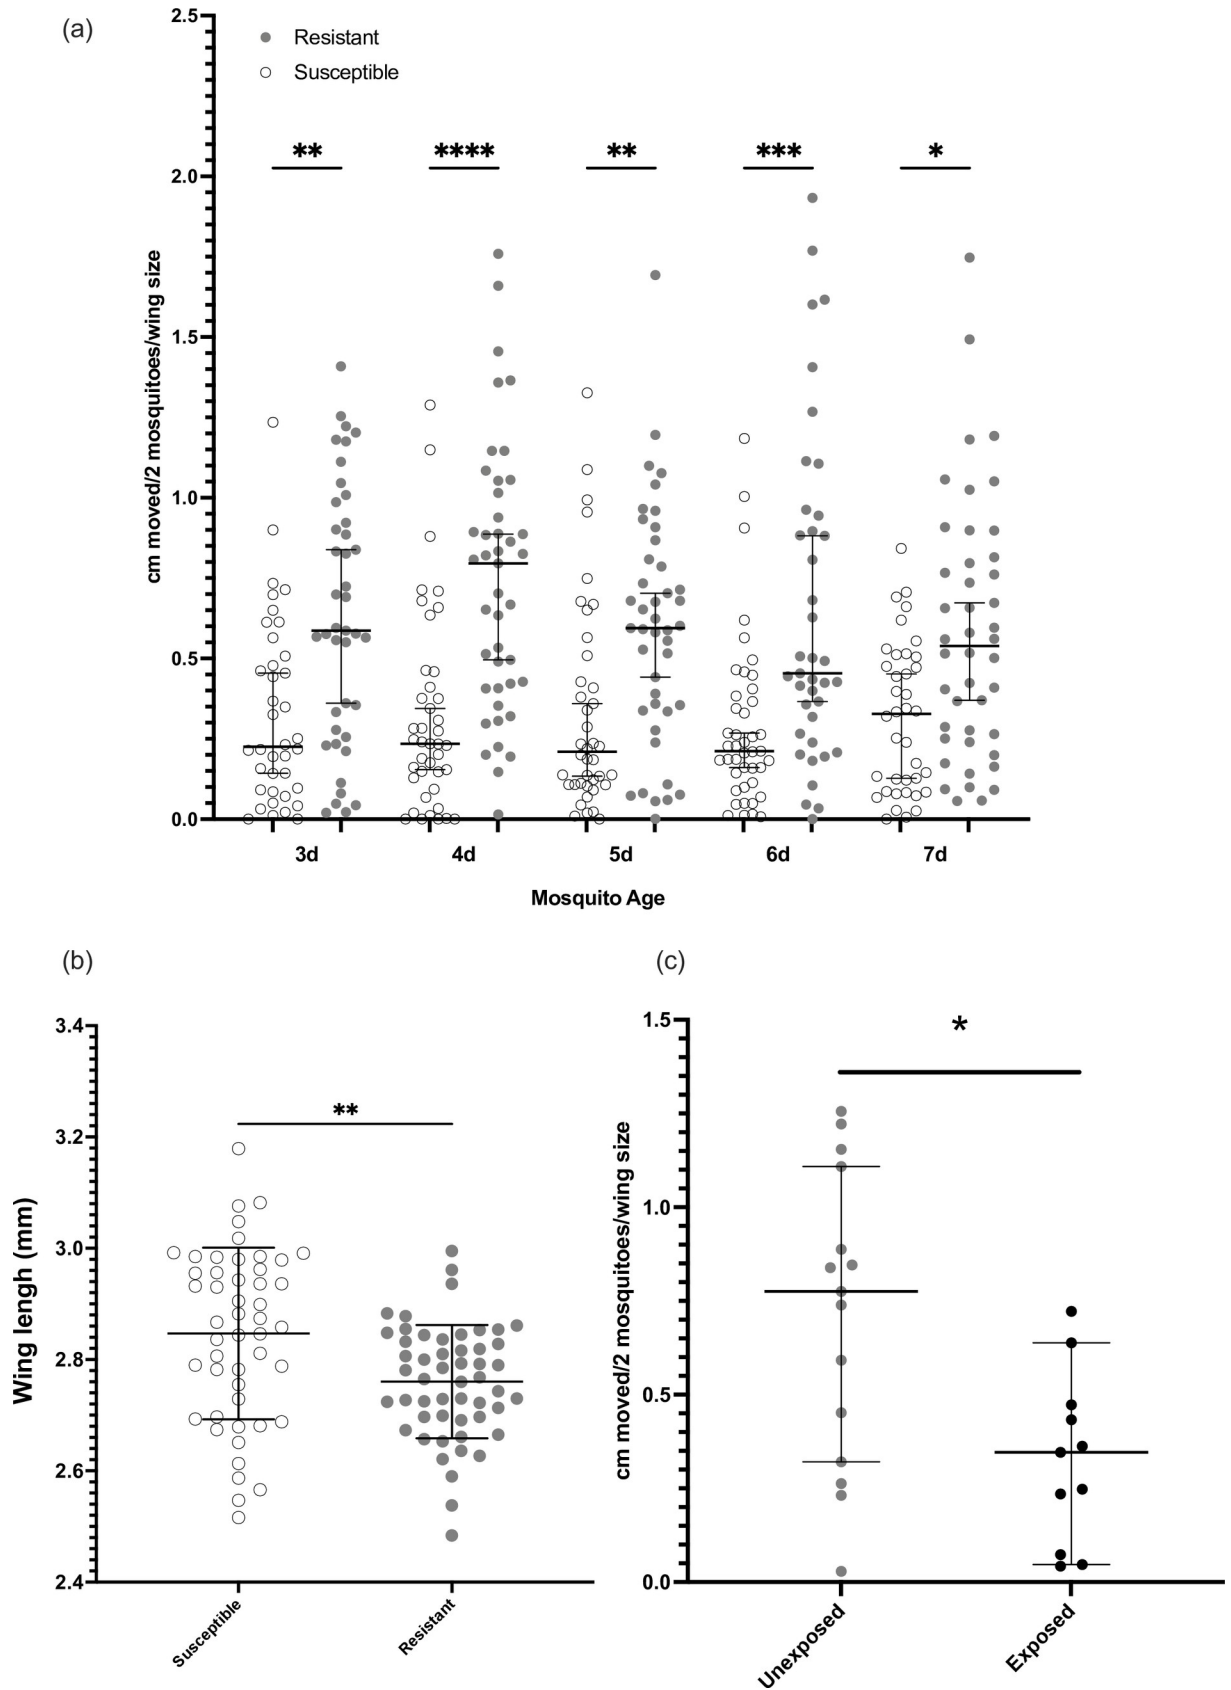 (a)
2.5
Resistant
Susceptible
** **** ** *** *
2.0
1.5
1.0
0.5
0.0
cm moved/2 mosquitoes/wing size
3d 4d 5d 6d 7d
Mosquito Age
(b)
3.4
**
3.2
3.0
2.8
2.6
2.4
Wing lengh (mm)
Susceptible
Resistant
(c)
1.5
*
1.0
0.5
0.0
cm moved/2 mosquitoes/wing size
Unexposed
Exposed